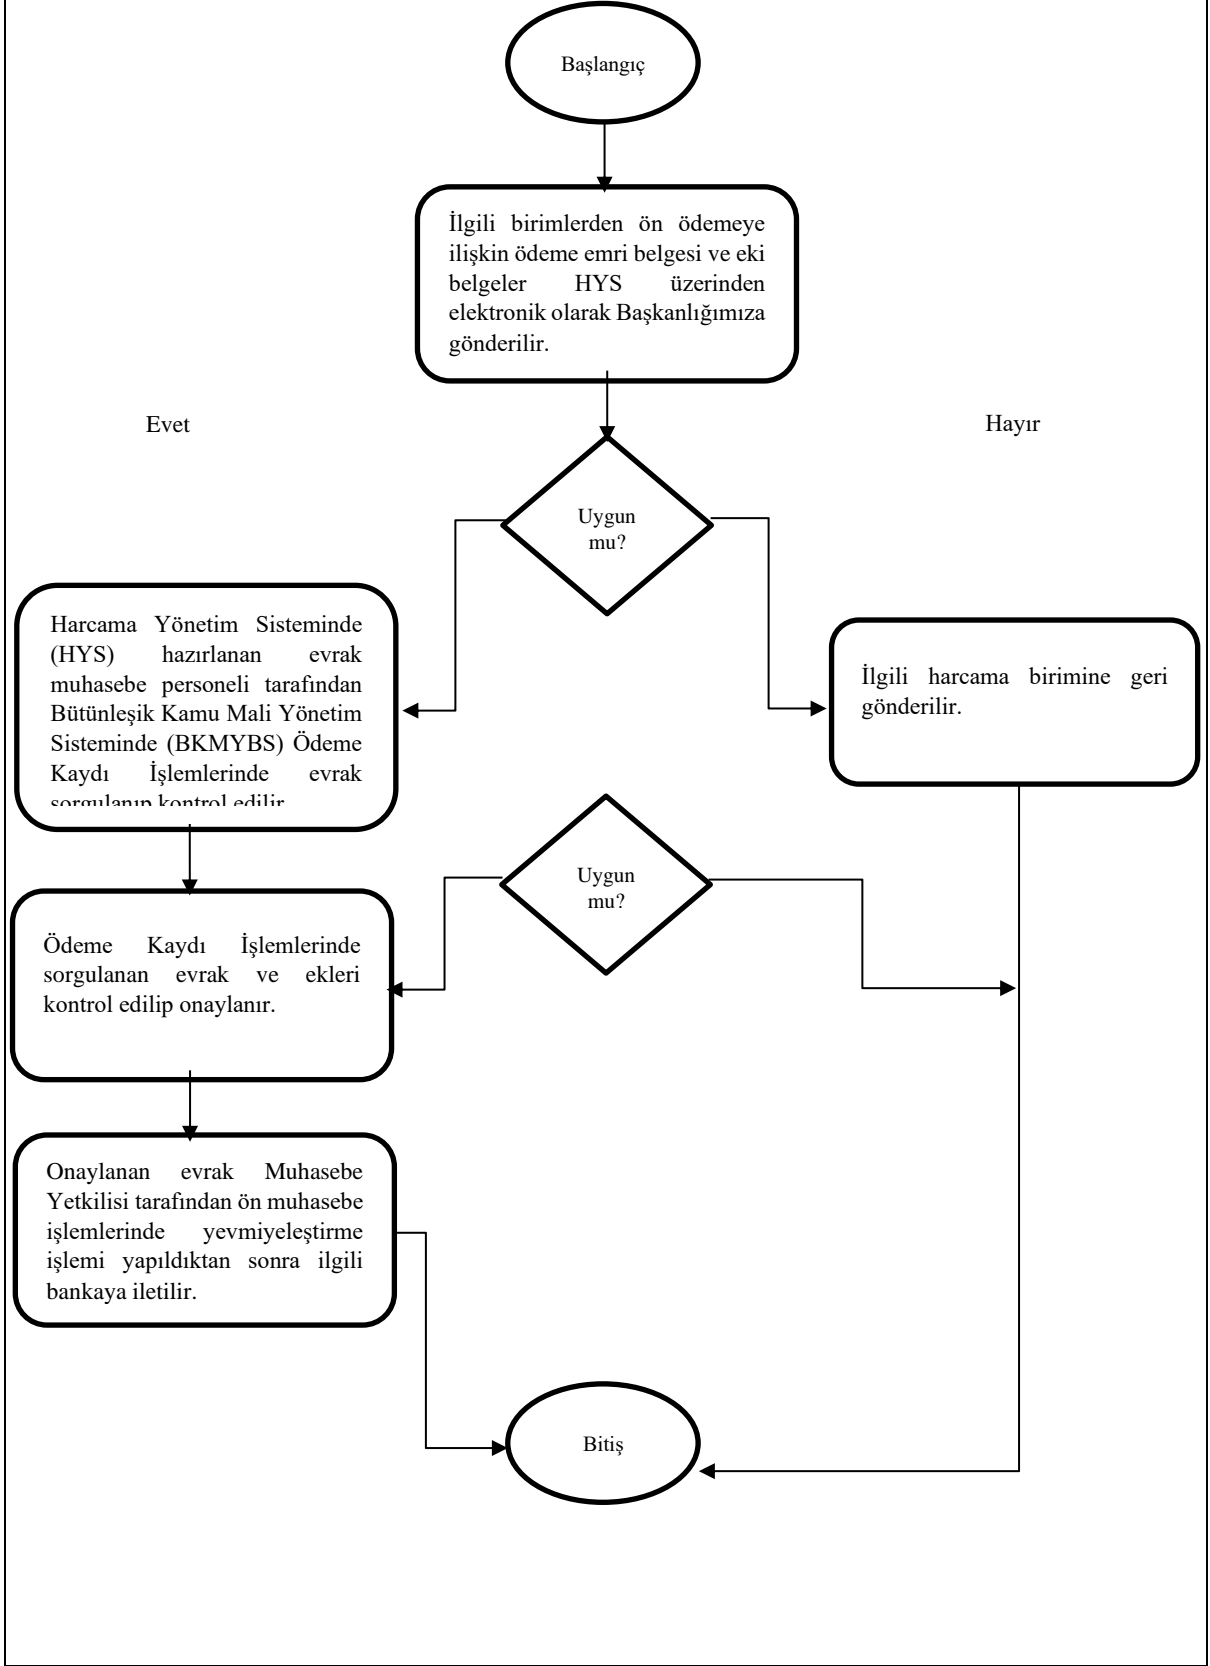 Başlangıç
İlgili birimlerden ön ödemeye
ilişkin ödeme emri belgesi ve eki
belgeler HYS üzerinden
elektronik olarak Başkanlığımıza
gönderilir.
Evet
Hayır
Uygun
mu?
Harcama Yönetim Sisteminde
(HYS) hazırlanan evrak
muhasebe personeli tarafından
Bütünleşik Kamu Mali Yönetim
Sisteminde (BKMYBS) Ödeme
Kaydı İşlemlerinde evrak
sorgulanıp kontrol edilir
İlgili harcama birimine geri
gönderilir.
Uygun
mu?
Ödeme Kaydı İşlemlerinde
sorgulanan evrak ve ekleri
kontrol edilip onaylanır.
Onaylanan evrak Muhasebe
Yetkilisi tarafından ön muhasebe
işlemlerinde yevmiyeleştirme
işlemi yapıldıktan sonra ilgili
bankaya iletilir.
Bitiş